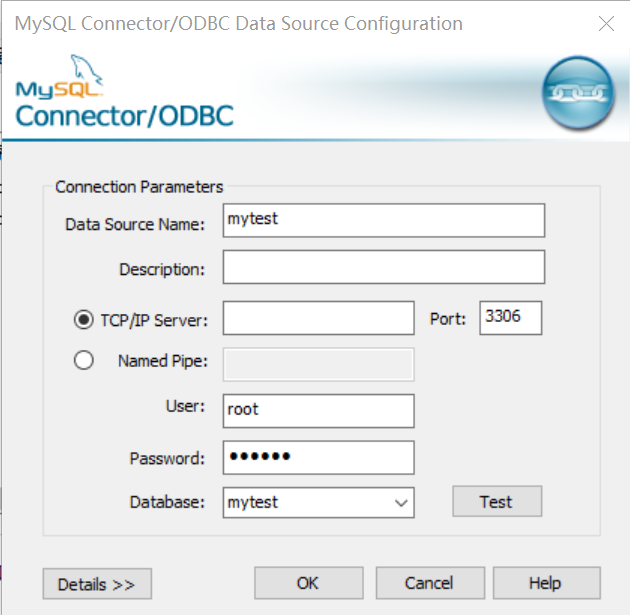 MySQL Connector/ODBC Data Source Configuration
MySQL
Connector/ODBC
Connection Parameters
Data Source Name: mytest
Description:
TCP/IP Server: Port: 3306
Named Pipe:
User: root
Password: ●●●●●●
Database: mytest Test
Details >> OK Cancel Help